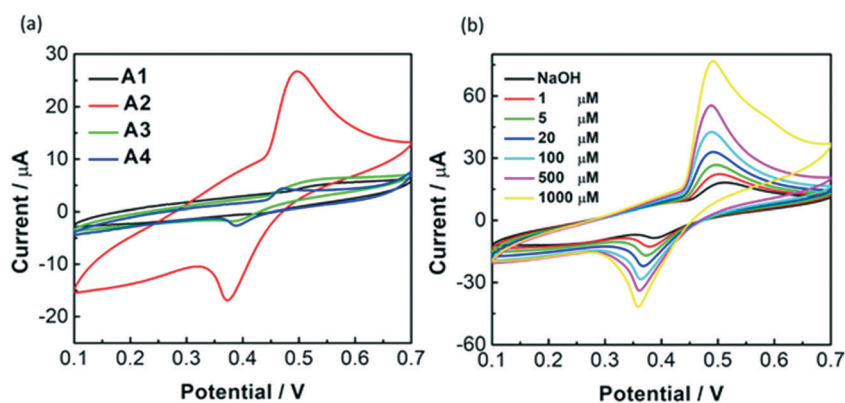 (a)
30
20
10
0
-10
-20
Current / μA
A1
A2
A3
A4
0.1 0.2 0.3 0.4 0.5 0.6 0.7
Potential / V
(b)
60
30
0
-30
-60
Current / μA
NaOH
1 μM
5 μM
20 μM
100 μM
500 μM
1000 μM
0.1 0.2 0.3 0.4 0.5 0.6 0.7
Potential / V